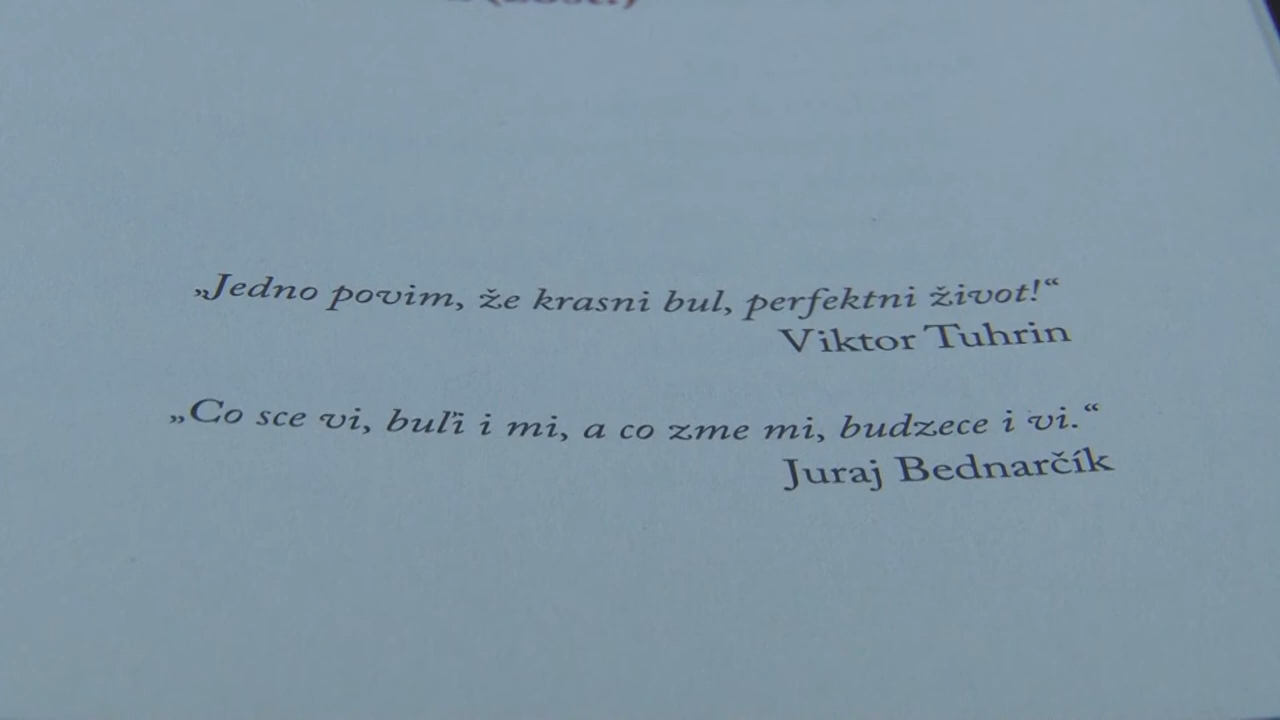 „Jedno povim, že krasni bul, perfektni život!“
Viktor Tuhrin
„Co sce vi, buľi i mi, a co zme mi, budzece i vi.“
Juraj Bednarčík